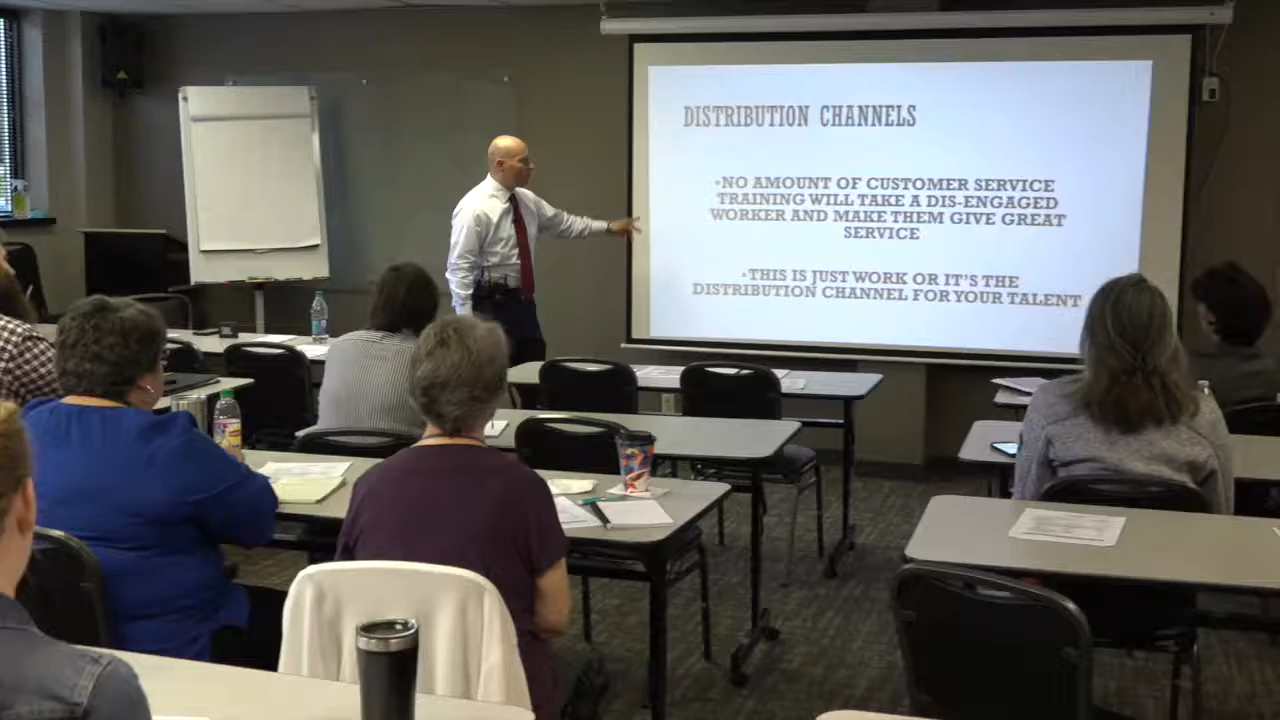 DISTRIBUTION CHANNELS
•NO AMOUNT OF CUSTOMER SERVICE
TRAINING WILL TAKE A DIS-ENGAGED
WORKER AND MAKE THEM GIVE GREAT
SERVICE
•THIS IS JUST WORK OR IT'S THE
DISTRIBUTION CHANNEL FOR YOUR TALENT